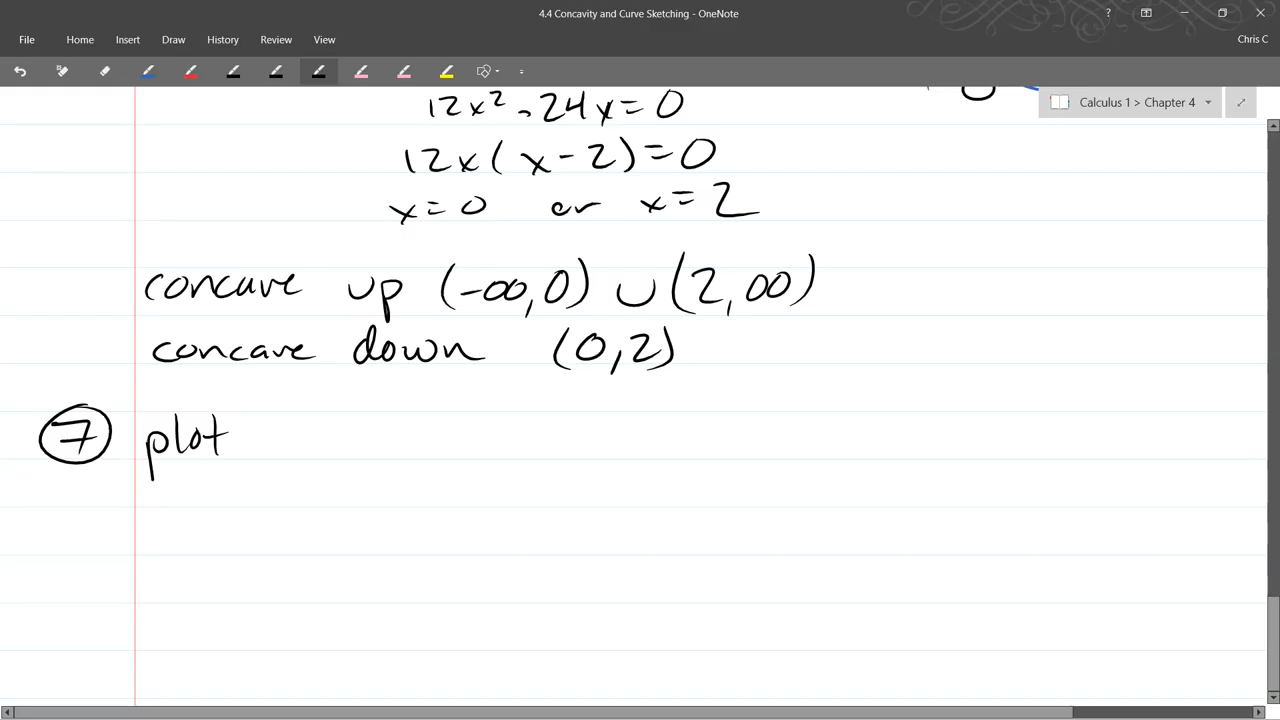 4.4 Concavity and Curve Sketching - OneNote
?
File Home Insert Draw History Review View
Chris C
Calculus 1 > Chapter 4
12x² - 24x = 0
12x(x - 2) = 0
x = 0 or x = 2
concave up (-∞, 0) ∪ (2, ∞)
concave down (0, 2)
7 plot